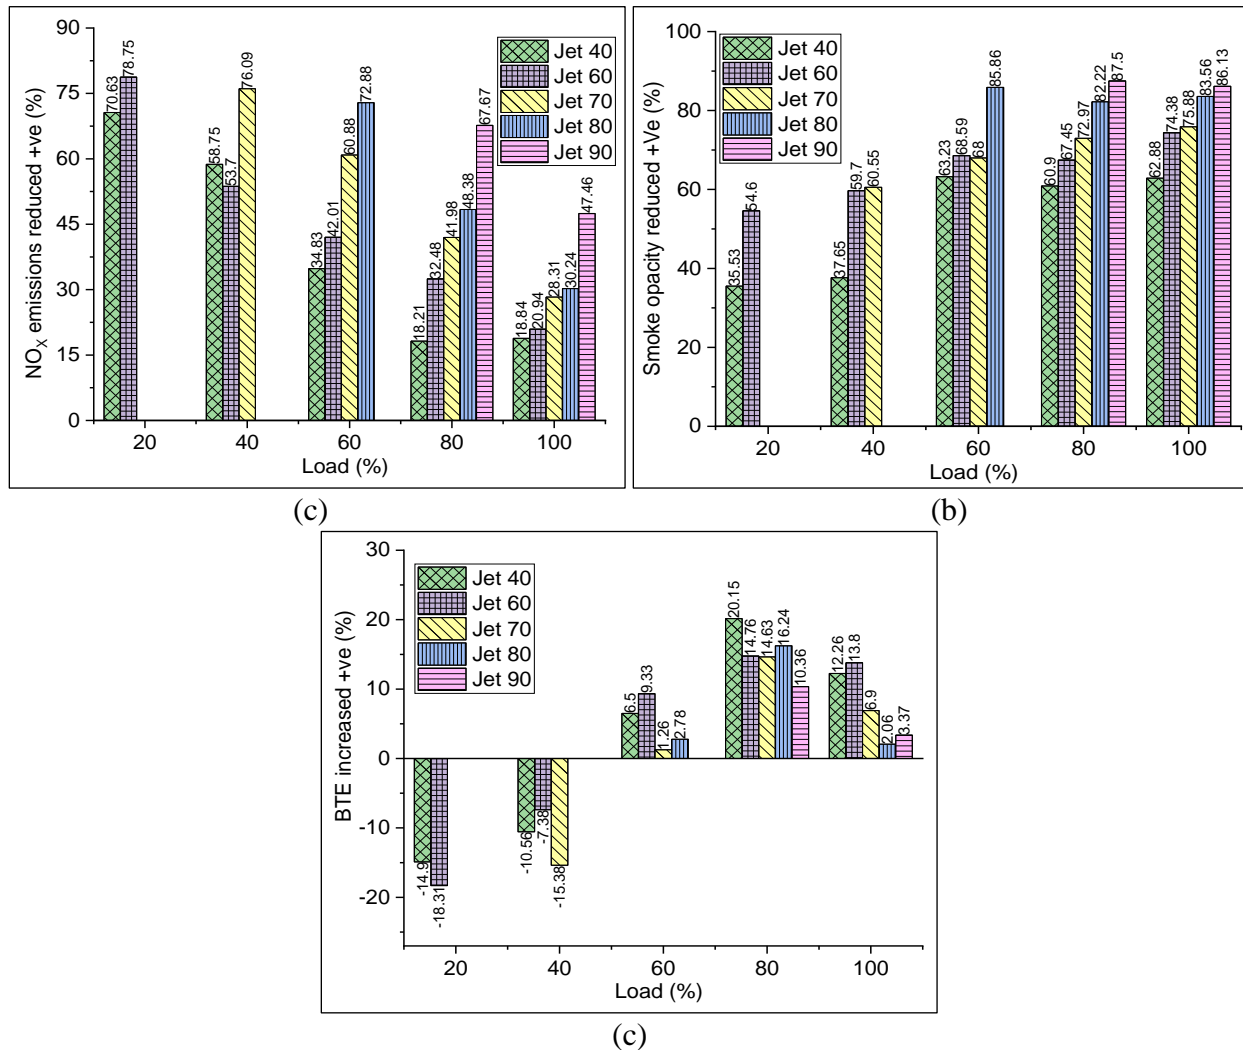 NOX emissions reduced +ve (%)
90
75
60
45
30
15
0
Jet 40
Jet 60
Jet 70
Jet 80
Jet 90
70.63
78.75
58.75
53.7
76.09
34.83
42.01
60.88
72.88
18.21
32.48
41.98
48.38
67.67
18.84
20.94
28.31
30.24
47.46
20 40 60 80 100
Load (%)
(c)
Smoke opacity reduced +Ve (%)
100
80
60
40
20
0
Jet 40
Jet 60
Jet 70
Jet 80
Jet 90
35.53
54.6
37.65
59.7
60.55
63.23
68.59
68
85.86
60.9
67.45
72.97
82.22
87.5
62.88
74.38
75.88
83.56
86.13
20 40 60 80 100
Load (%)
(b)
BTE increased +ve (%)
30
20
10
0
-10
-20
Jet 40
Jet 60
Jet 70
Jet 80
Jet 90
-14.9
-18.31
-10.56
-7.38
-15.38
6.5
9.33
1.26
2.78
20.15
14.76
14.63
16.24
10.36
12.26
13.8
6.9
2.06
3.37
20 40 60 80 100
Load (%)
(c)